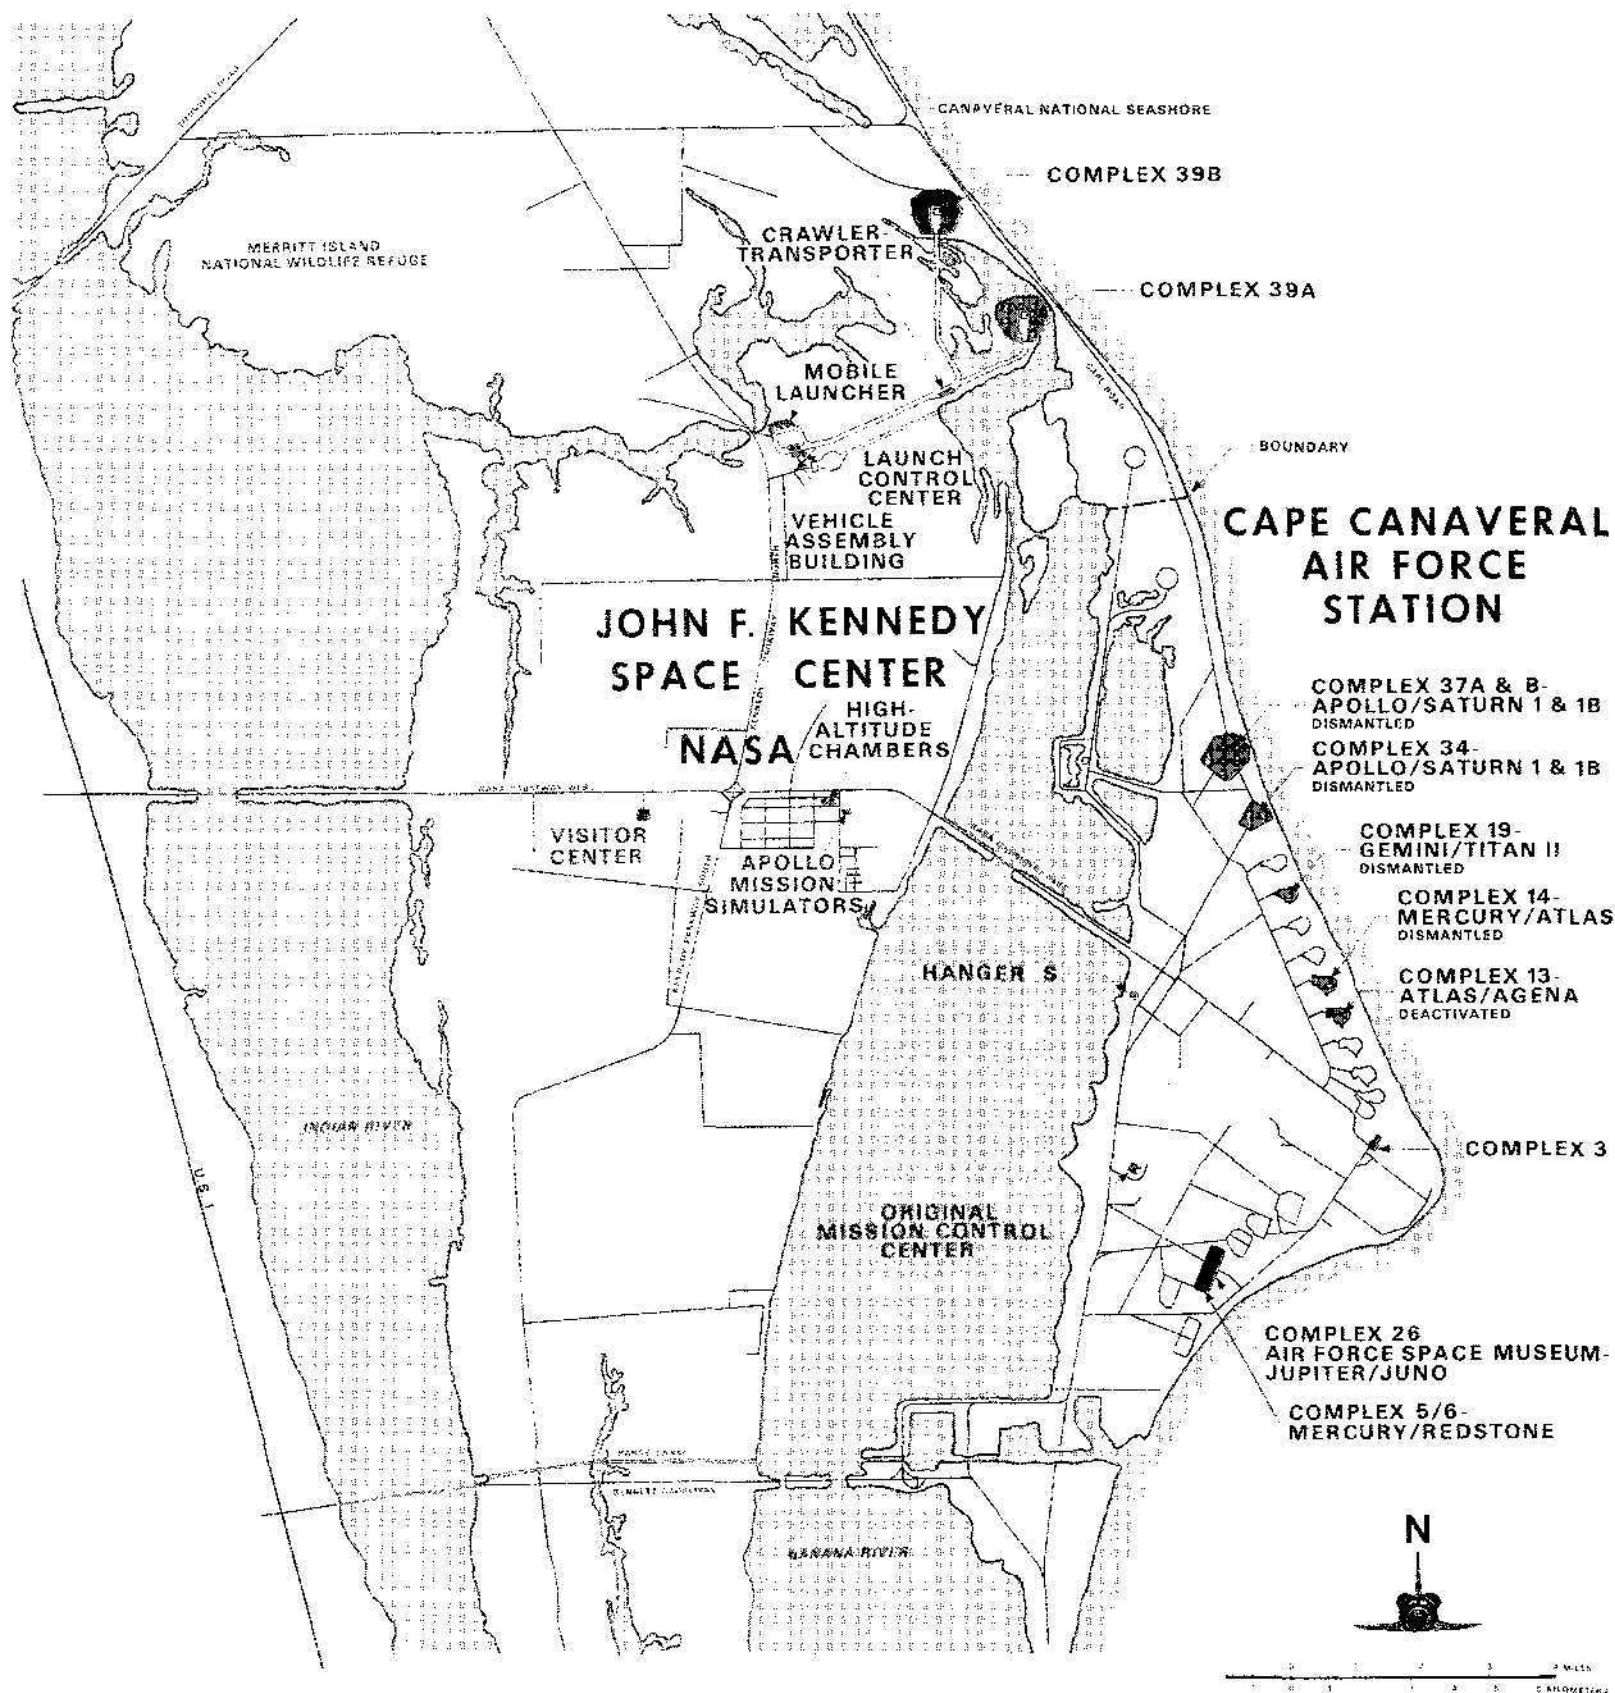 CANAVERAL NATIONAL SEASHORE
COMPLEX 39B
MERRITT ISLAND
NATIONAL WILDLIFE REFUGE
CRAWLER-
TRANSPORTER
COMPLEX 39A
MOBILE
LAUNCHER
BOUNDARY
LAUNCH
CONTROL
CENTER
VEHICLE
ASSEMBLY
BUILDING
CAPE CANAVERAL
AIR FORCE
STATION
JOHN F. KENNEDY
SPACE CENTER
NASA
HIGH-
ALTITUDE
CHAMBERS
COMPLEX 37A & B-
APOLLO/SATURN 1 & 1B
DISMANTLED
COMPLEX 34-
APOLLO/SATURN 1 & 1B
DISMANTLED
VISITOR
CENTER
APOLLO
MISSION
SIMULATORS
COMPLEX 19-
GEMINI/TITAN II
DISMANTLED
COMPLEX 14-
MERCURY/ATLAS
DISMANTLED
HANGER S
COMPLEX 13-
ATLAS/AGENA
DEACTIVATED
INDIAN RIVER
US 1
COMPLEX 3
ORIGINAL
MISSION CONTROL
CENTER
COMPLEX 26
AIR FORCE SPACE MUSEUM-
JUPITER/JUNO
COMPLEX 5/6-
MERCURY/REDSTONE
BANANA RIVER
N